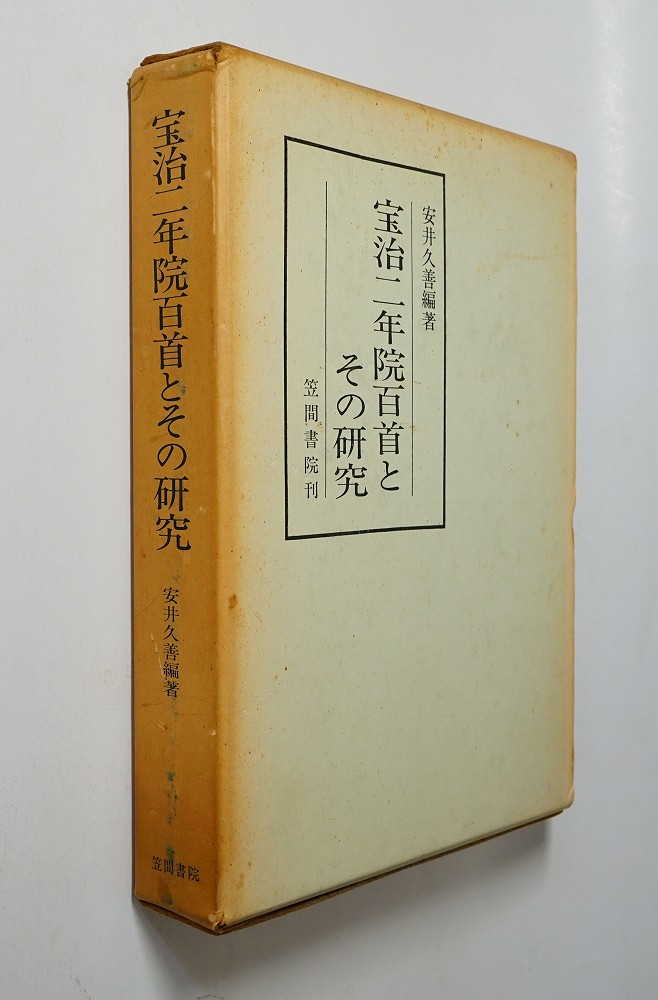 宝治二年院百首とその研究
安井久善編著
笠間書院
安井久善編著
宝治二年院百首と
その研究
笠間書院刊